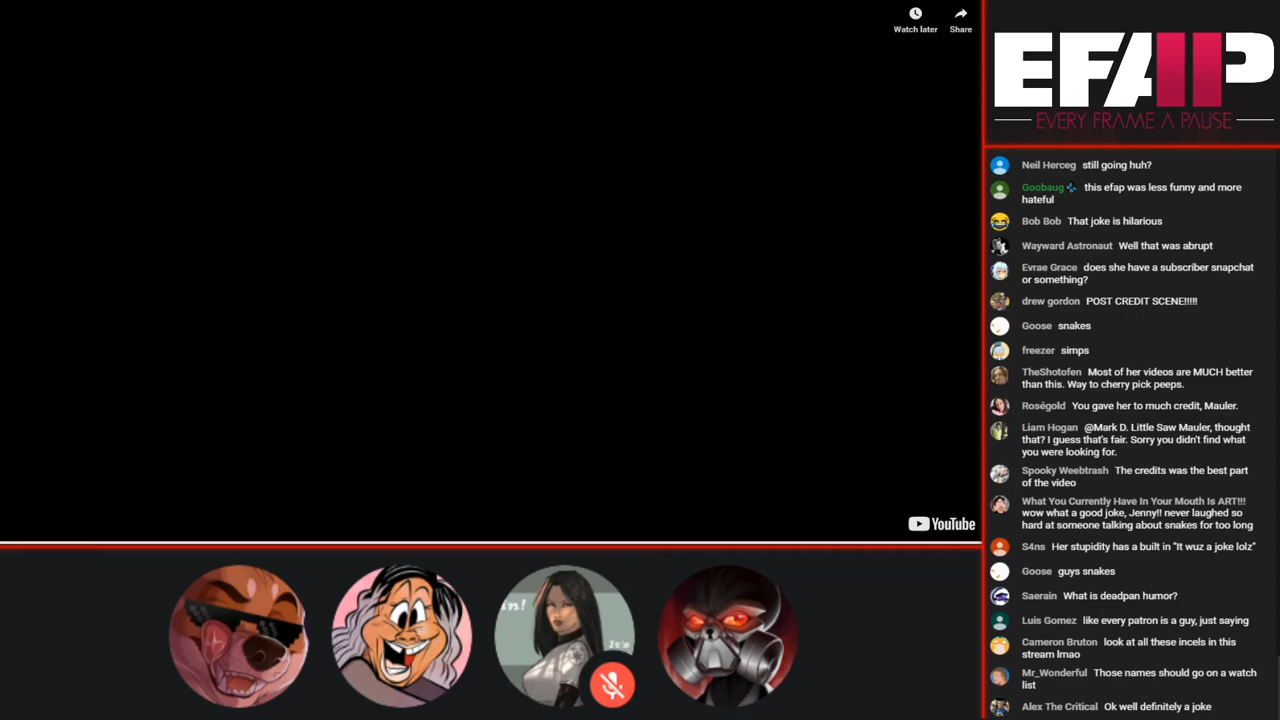 Watch later
Share
EFAP
EVERY FRAME A PAUSE
Neil Herceg still going huh?
Goobaug this efap was less funny and more
hateful
Bob Bob That joke is hilarious
Wayward Astronaut Well that was abrupt
Evrae Grace does she have a subscriber snapchat
or something?
drew gordon POST CREDIT SCENE!!!!!
Goose snakes
freezer simps
TheShotofen Most of her videos are MUCH better
than this. Way to cherry pick peeps.
Roségold You gave her to much credit, Mauler.
Liam Hogan @Mark D. Little Saw Mauler, thought
that? I guess that's fair. Sorry you didn't find what
you were looking for.
Spooky Weebtrash The credits was the best part
of the video
What You Currently Have In Your Mouth Is ART!!!
wow what a good joke, Jenny!! never laughed so
hard at someone talking about snakes for too long
S4ns Her stupidity has a built in "It wuz a joke lolz"
Goose guys snakes
Saerain What is deadpan humor?
Luis Gomez like every patron is a guy, just saying
Cameron Bruton look at all these incels in this
stream lmao
Mr_Wonderful Those names should go on a watch
list
Alex The Critical Ok well definitely a joke
YouTube
in!
It's